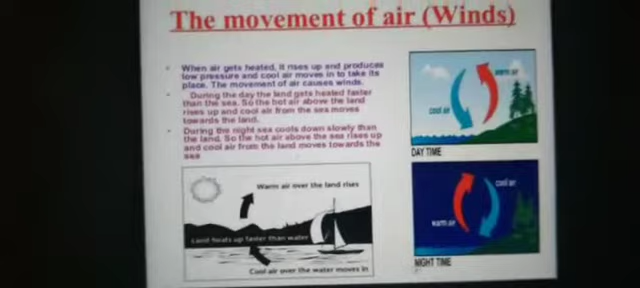 The movement of air (Winds)
When air gets heated, it rises up and produces
low pressure and cool air moves in to take its
place. The movement of air causes winds.
During the day the land gets heated faster
than the sea. So the hot air above the land
rises up and cool air from the sea moves
towards the land.
During the night sea cools down slowly than
the land. So the hot air above the sea rises up
and cool air from the land moves towards the
sea
warm air
cool air
DAY TIME
Warm air over the land rises
Land heats up faster than water
Cool air over the water moves in
cool air
warm air
NIGHT TIME